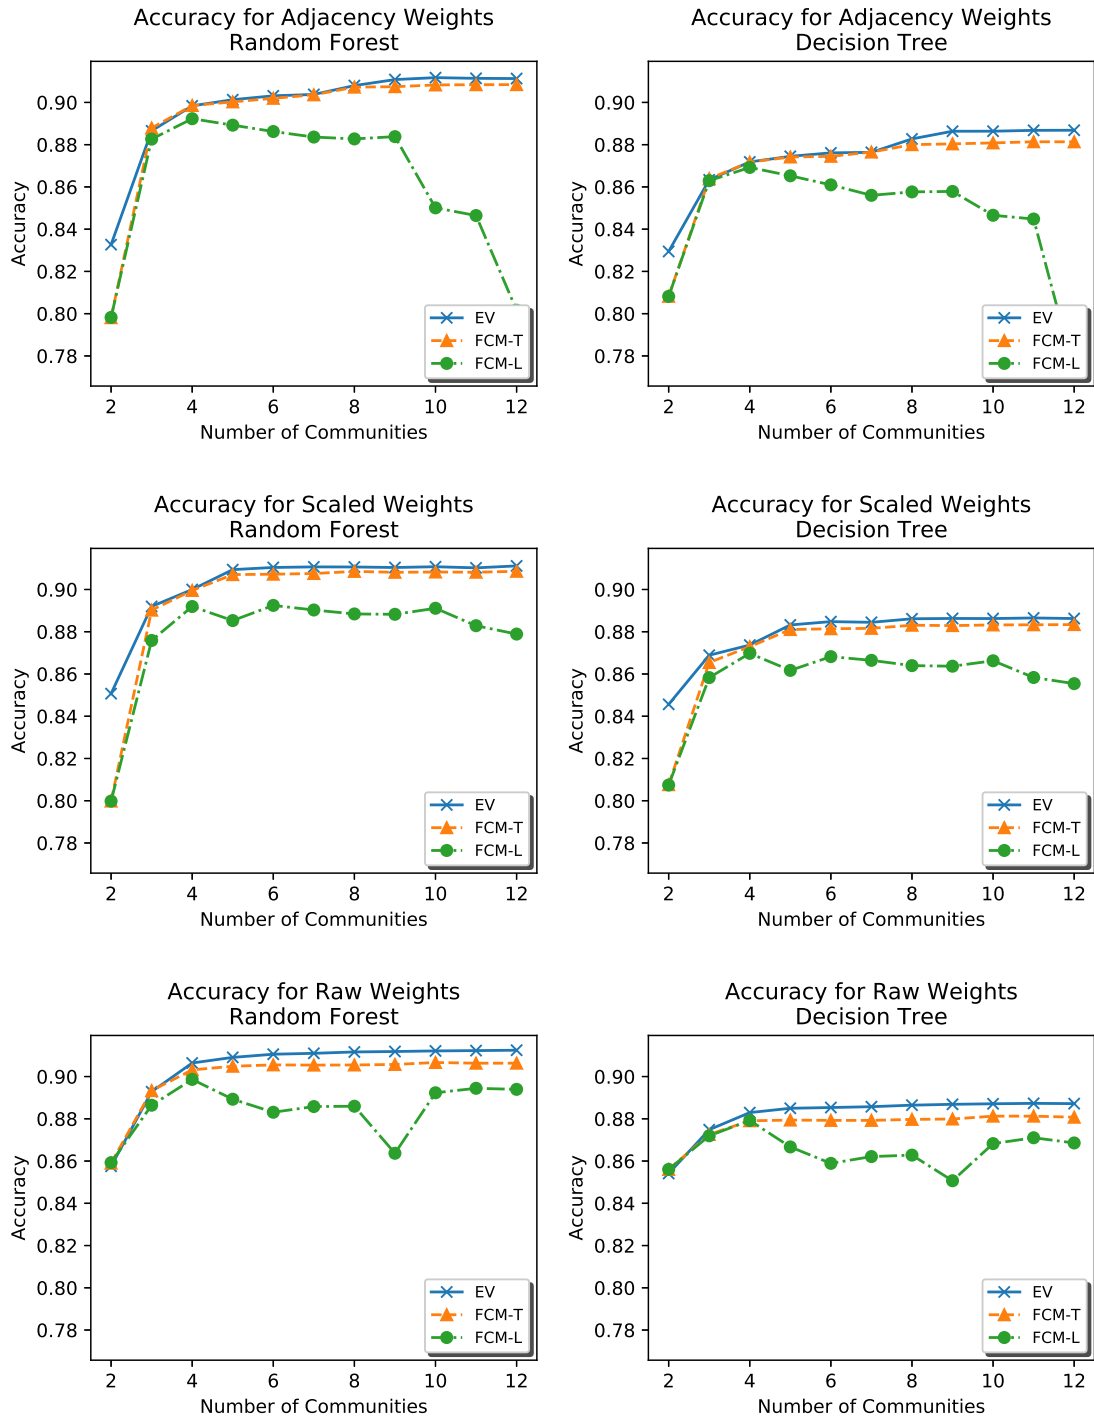 Accuracy for Adjacency Weights
Random Forest
Accuracy
0.90
0.88
0.86
0.84
0.82
0.80
0.78
2 4 6 8 10 12
Number of Communities
EV
FCM-T
FCM-L
Accuracy for Adjacency Weights
Decision Tree
Accuracy
0.90
0.88
0.86
0.84
0.82
0.80
0.78
2 4 6 8 10 12
Number of Communities
EV
FCM-T
FCM-L
Accuracy for Scaled Weights
Random Forest
Accuracy
0.90
0.88
0.86
0.84
0.82
0.80
0.78
2 4 6 8 10 12
Number of Communities
EV
FCM-T
FCM-L
Accuracy for Scaled Weights
Decision Tree
Accuracy
0.90
0.88
0.86
0.84
0.82
0.80
0.78
2 4 6 8 10 12
Number of Communities
EV
FCM-T
FCM-L
Accuracy for Raw Weights
Random Forest
Accuracy
0.90
0.88
0.86
0.84
0.82
0.80
0.78
2 4 6 8 10 12
Number of Communities
EV
FCM-T
FCM-L
Accuracy for Raw Weights
Decision Tree
Accuracy
0.90
0.88
0.86
0.84
0.82
0.80
0.78
2 4 6 8 10 12
Number of Communities
EV
FCM-T
FCM-L